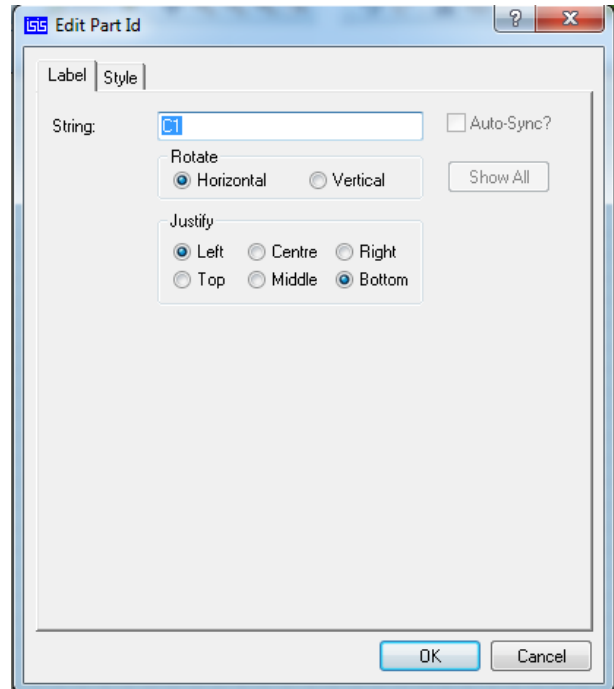 isis Edit Part Id
Label Style
String: C1 Auto-Sync?
Rotate
Horizontal Vertical Show All
Justify
Left Centre Right
Top Middle Bottom
OK Cancel